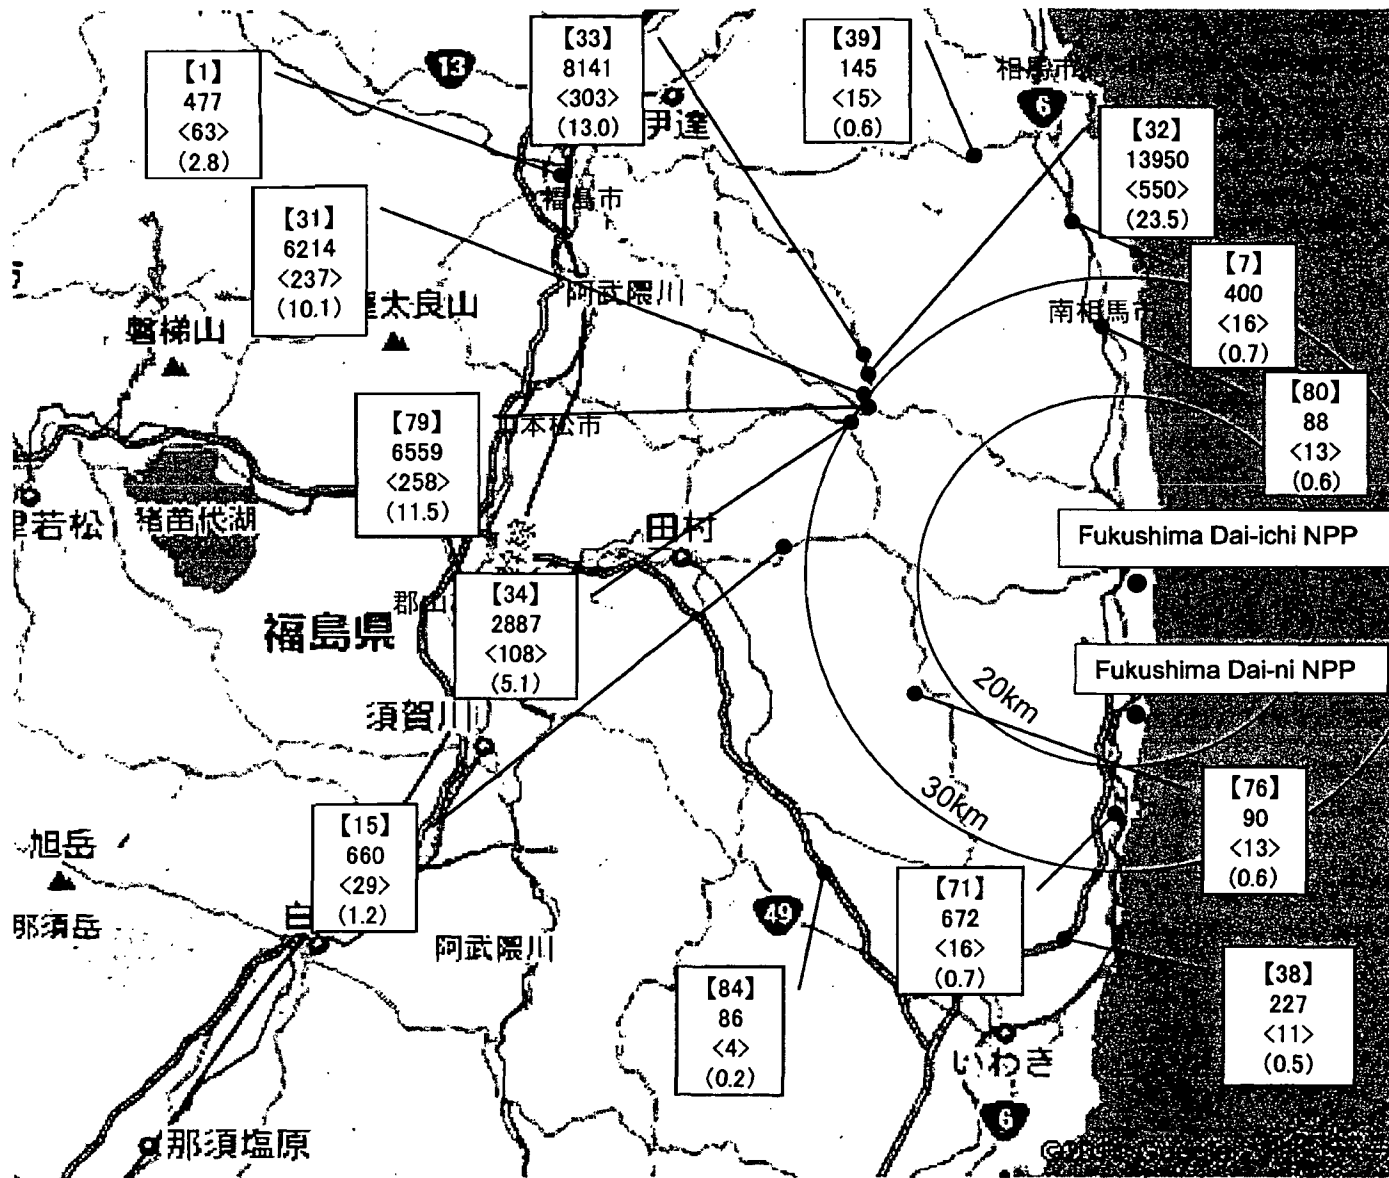 【1】
477
<63>
(2.8)
13
【33】
8141
<303>
(13.0)
伊達
【39】
145
<15>
(0.6)
相馬市
6
【32】
13950
<550>
(23.5)
福島市
【31】
6214
<237>
(10.1)
阿武隈川
太良山
磐梯山
南相馬市
【7】
400
<16>
(0.7)
【80】
88
<13>
(0.6)
【79】
6559
<258>
(11.5)
本松市
若松
猪苗代湖
田村
Fukushima Dai-ichi NPP
郡山
福島県
【34】
2887
<108>
(5.1)
Fukushima Dai-ni NPP
20km
須賀川
30km
【76】
90
<13>
(0.6)
【15】
660
<29>
(1.2)
旭岳
那須岳
白
阿武隈川
49
【71】
672
<16>
(0.7)
【84】
86
<4>
(0.2)
【38】
227
<11>
(0.5)
いわき
6
那須塩原